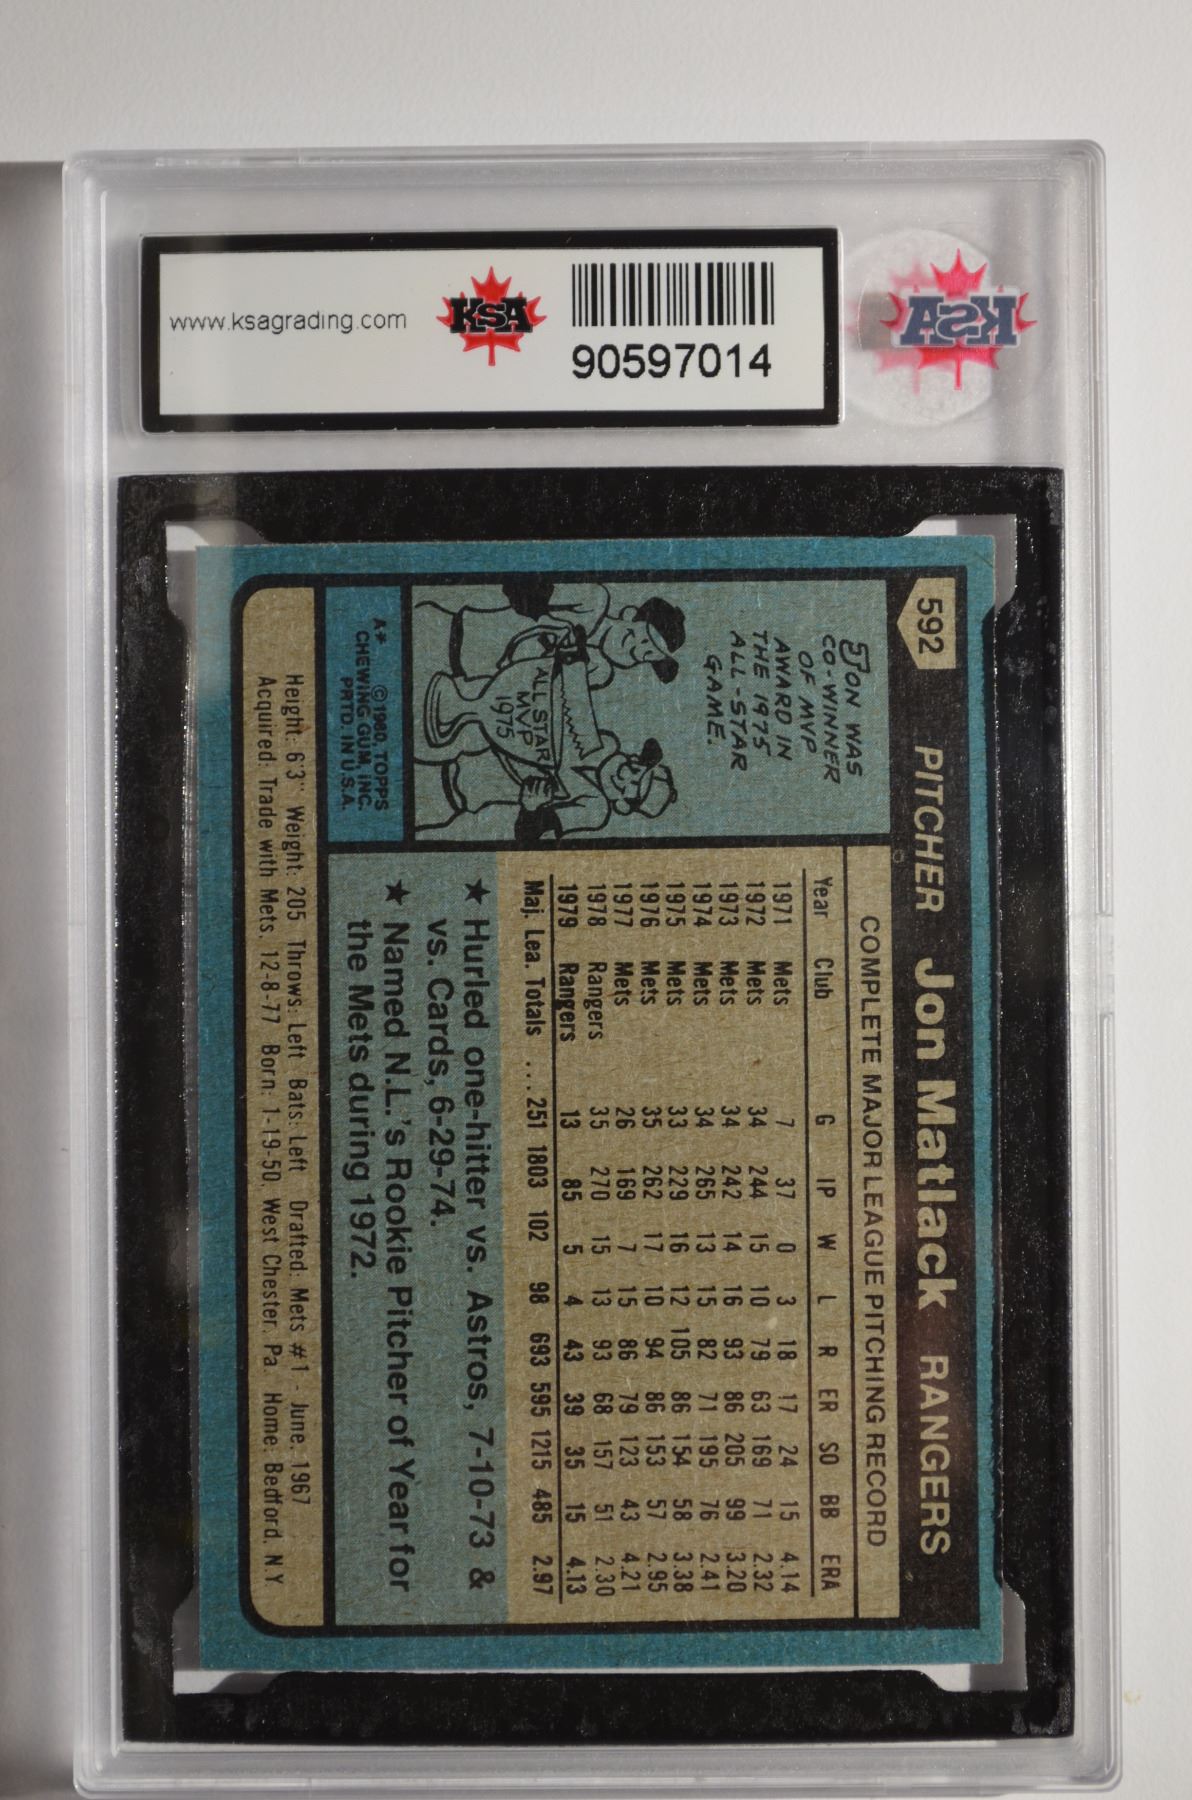 www.ksagrading.com
KSA
90597014
KSA
592
PITCHER Jon Matlack RANGERS
JON WAS
CO-WINNER
OF MVP
AWARD IN
THE 1975
ALL-STAR
GAME.
ALL STAR
MVP
1975
A* ©1980 TOPPS
CHEWING GUM, INC.
PRTD. IN U.S.A.
COMPLETE MAJOR LEAGUE PITCHING RECORD
Year Club G IP W L R ER SO BB ERA
1971 Mets 7 37 0 3 18 17 24 15 4.14
1972 Mets 34 244 15 10 79 63 169 71 2.32
1973 Mets 34 242 14 16 93 86 205 99 3.20
1974 Mets 34 265 13 15 82 71 195 76 2.41
1975 Mets 33 229 16 12 105 86 154 58 3.38
1976 Mets 35 262 17 10 94 86 153 57 2.95
1977 Mets 26 169 7 15 86 79 123 43 4.21
1978 Rangers 35 270 15 13 93 68 157 51 2.30
1979 Rangers 13 85 5 4 43 39 35 15 4.13
Maj. Lea. Totals ....251 1803 102 98 693 595 1215 485 2.97
★ Hurled one-hitter vs. Astros, 7-10-73 &
vs. Cards, 6-29-74.
★ Named N.L.'s Rookie Pitcher of Year for
the Mets during 1972.
Height: 6'3" Weight: 205 Throws: Left Bats: Left Drafted: Mets #1 - June, 1967
Acquired: Trade with Mets, 12-8-77 Born: 1-19-50, West Chester, Pa. Home: Bedford, N.Y.